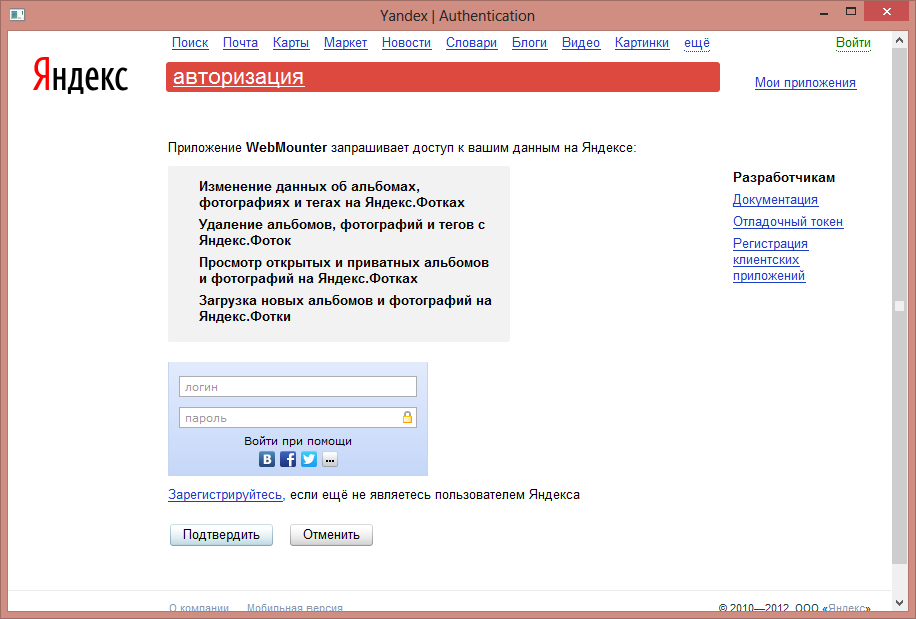 Yandex | Authentication
Поиск Почта Карты Маркет Новости Словари Блоги Видео Картинки ещё
Войти
Яндекс
авторизация
Мои приложения
Приложение WebMounter запрашивает доступ к вашим данным на Яндексе:
Изменение данных об альбомах,
фотографиях и тегах на Яндекс.Фотках
Удаление альбомов, фотографий и тегов с
Яндекс.Фоток
Просмотр открытых и приватных альбомов
и фотографий на Яндекс.Фотках
Загрузка новых альбомов и фотографий на
Яндекс.Фотки
Разработчикам
Документация
Отладочный токен
Регистрация
клиентских
приложений
логин
пароль
Войти при помощи
В f ...
Зарегистрируйтесь, если ещё не являетесь пользователем Яндекса
Подтвердить Отменить
О компании Мобильная версия
© 2010—2012 ООО «Яндекс»